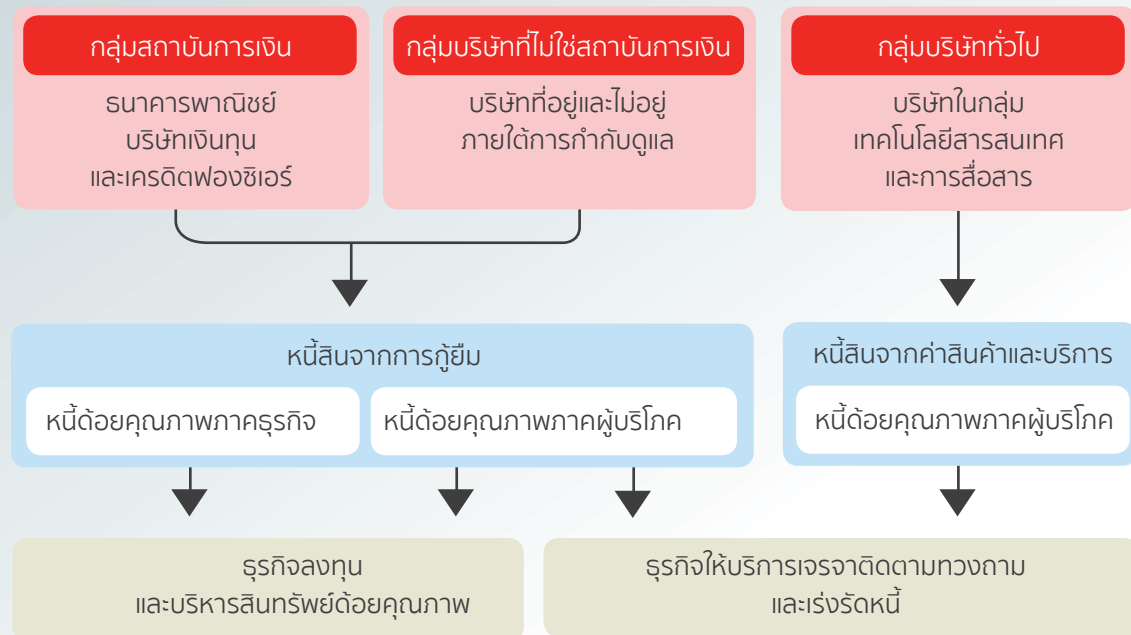 กลุ่มสถาบันการเงิน
ธนาคารพาณิชย์
บริษัทเงินทุน
และเครดิตฟองซิเอร์
กลุ่มบริษัทที่ไม่ใช่สถาบันการเงิน
บริษัทที่อยู่และไม่อยู่
ภายใต้การกำกับดูแล
กลุ่มบริษัททั่วไป
บริษัทในกลุ่ม
เทคโนโลยีสารสนเทศ
และการสื่อสาร
หนี้สินจากการกู้ยืม
หนี้ด้อยคุณภาพภาคธุรกิจ
หนี้ด้อยคุณภาพภาคผู้บริโภค
หนี้สินจากค่าสินค้าและบริการ
หนี้ด้อยคุณภาพภาคผู้บริโภค
ธุรกิจลงทุน
และบริหารสินทรัพย์ด้อยคุณภาพ
ธุรกิจให้บริการเจรจาติดตามทวงถาม
และเร่งรัดหนี้